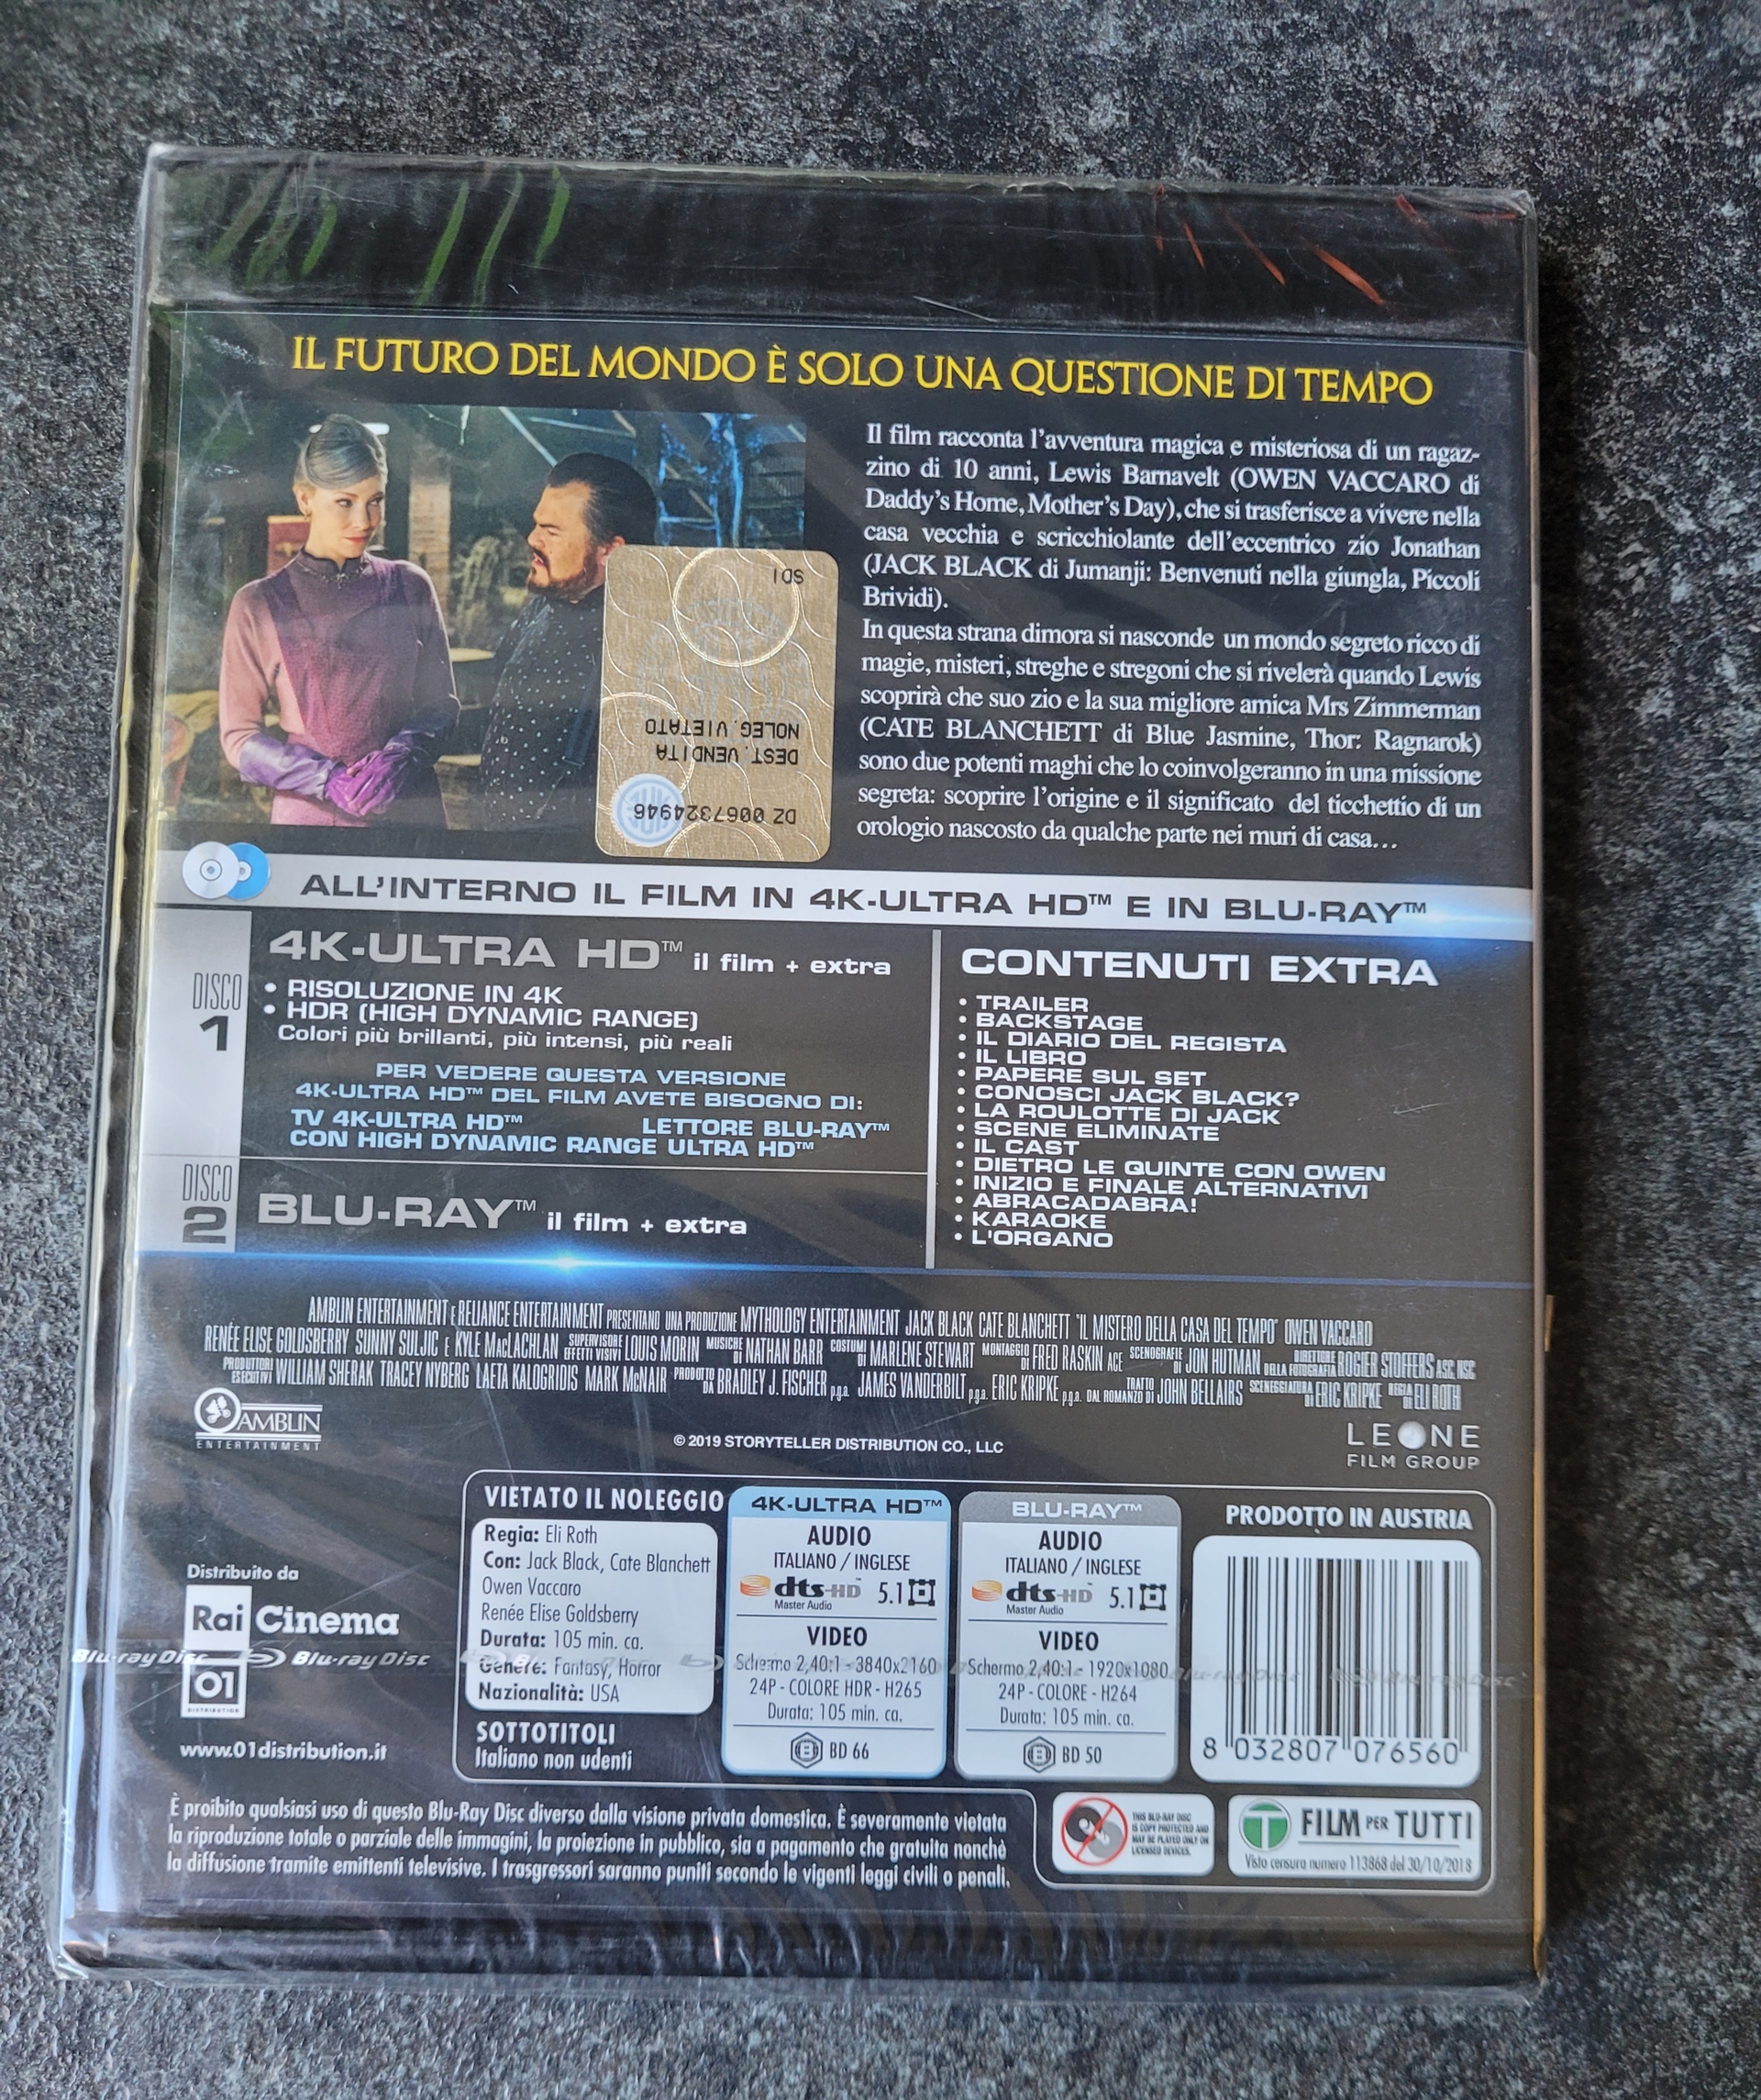 IL FUTURO DEL MONDO È SOLO UNA QUESTIONE DI TEMPO
Il film racconta l'avventura magica e misteriosa di un ragaz-
zino di 10 anni, Lewis Barnavelt (OWEN VACCARO di
Daddy's Home, Mother's Day), che si trasferisce a vivere nella
casa vecchia e scricchiolante dell'eccentrico zio Jonathan
(JACK BLACK di Jumanji: Benvenuti nella giungla, Piccoli
Brividi).
In questa strana dimora si nasconde un mondo segreto ricco di
magie, misteri, streghe e stregoni che si rivelerà quando Lewis
scoprirà che suo zio e la sua migliore amica Mrs Zimmerman
(CATE BLANCHETT di Blue Jasmine, Thor: Ragnarok)
sono due potenti maghi che lo coinvolgeranno in una missione
segreta: scoprire l'origine e il significato del ticchettio di un
orologio nascosto da qualche parte nei muri di casa...
DZ 0067324946
DEST. VENDITA
NOLEG. VIETATO
SDI
ALL'INTERNO IL FILM IN 4K-ULTRA HD™ E IN BLU-RAY™
DISCO
1
4K-ULTRA HD™ il film + extra
• RISOLUZIONE IN 4K
• HDR (HIGH DYNAMIC RANGE)
Colori più brillanti, più intensi, più reali
PER VEDERE QUESTA VERSIONE
4K-ULTRA HD™ DEL FILM AVETE BISOGNO DI:
TV 4K-ULTRA HD™ LETTORE BLU-RAY™
CON HIGH DYNAMIC RANGE ULTRA HD™
DISCO
2
BLU-RAY™ il film + extra
CONTENUTI EXTRA
• TRAILER
• BACKSTAGE
• IL DIARIO DEL REGISTA
• IL LIBRO
• PAPERE SUL SET
• CONOSCI JACK BLACK?
• LA ROULOTTE DI JACK
• SCENE ELIMINATE
• IL CAST
• DIETRO LE QUINTE CON OWEN
• INIZIO E FINALE ALTERNATIVI
• ABRACADABRA!
• KARAOKE
• L'ORGANO
AMBLIN ENTERTAINMENT E RELIANCE ENTERTAINMENT PRESENTANO UNA PRODUZIONE MYTHOLOGY ENTERTAINMENT JACK BLACK CATE BLANCHETT "IL MISTERO DELLA CASA DEL TEMPO" OWEN VACCARO
RENÉE ELISE GOLDSBERRY SUNNY SULJIC E KYLE MacLACHLAN SUPERVISORE EFFETTI VISIVI LOUIS MORIN MUSICHE DI NATHAN BARR COSTUMI DI MARLENE STEWART MONTAGGIO DI FRED RASKIN ACE SCENOGRAFIE DI JON HUTMAN DIRETTORE DELLA FOTOGRAFIA ROGIER STOFFERS ASC, NSC
PRODUTTORI ESECUTIVI WILLIAM SHERAK TRACEY NYBERG LAETA KALOGRIDIS MARK McNAIR PRODOTTO DA BRADLEY J. FISCHER p.g.a. JAMES VANDERBILT p.g.a. ERIC KRIPKE p.g.a. TRATTO DAL ROMANZO DI JOHN BELLAIRS SCENEGGIATURA DI ERIC KRIPKE REGIA DI ELI ROTH
AMBLIN
ENTERTAINMENT
© 2019 STORYTELLER DISTRIBUTION CO., LLC
LEONE
FILM GROUP
Distribuito da
Rai Cinema
01
DISTRIBUTION
www.01distribution.it
Blu-ray Disc Blu-ray Disc
VIETATO IL NOLEGGIO
Regia: Eli Roth
Con: Jack Black, Cate Blanchett
Owen Vaccaro
Renée Elise Goldsberry
Durata: 105 min. ca.
Genere: Fantasy, Horror
Nazionalità: USA
SOTTOTITOLI
Italiano non udenti
4K-ULTRA HD™
AUDIO
ITALIANO / INGLESE
dts-HD™ 5.1
Master Audio
VIDEO
Schermo 2,40:1 - 3840x2160
24P - COLORE HDR - H265
Durata: 105 min. ca.
BD 66
BLU-RAY™
AUDIO
ITALIANO / INGLESE
dts-HD™ 5.1
Master Audio
VIDEO
Schermo 2,40:1 - 1920x1080
24P - COLORE - H264
Durata: 105 min. ca.
BD 50
PRODOTTO IN AUSTRIA
8 032807 076560
È proibito qualsiasi uso di questo Blu-Ray Disc diverso dalla visione privata domestica. È severamente vietata
la riproduzione totale o parziale delle immagini, la proiezione in pubblico, sia a pagamento che gratuita nonchè
la diffusione tramite emittenti televisive. I trasgressori saranno puniti secondo le vigenti leggi civili o penali.
THIS BLU-RAY DISC
IS COPY PROTECTED AND
MAY BE PLAYED ONLY ON
LICENSED DEVICES.
T FILM PER TUTTI
Visto censura numero 113868 del 30/10/2018